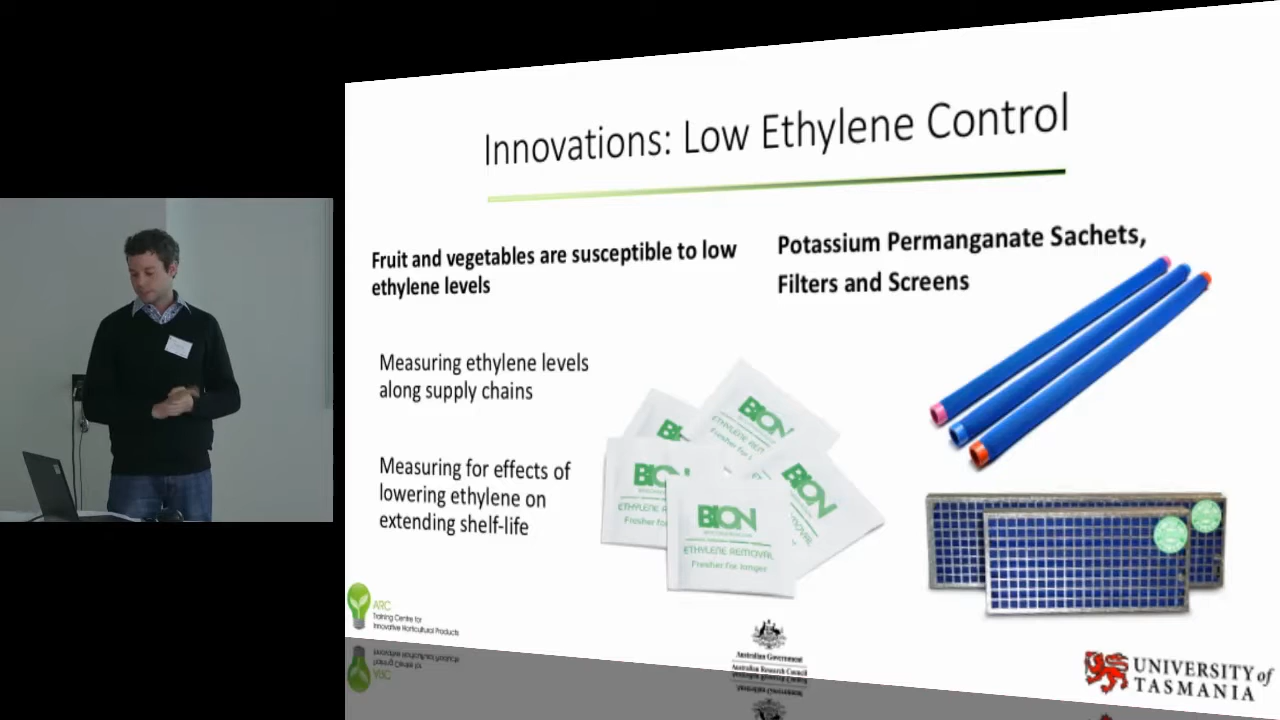 Innovations: Low Ethylene Control
Fruit and vegetables are susceptible to low
ethylene levels
Measuring ethylene levels
along supply chains
Measuring for effects of
lowering ethylene on
extending shelf-life
Potassium Permanganate Sachets,
Filters and Screens
BION
ETHYLENE REMOVAL
Fresher for longer
BION
BION
ARC
Training Centre for
Innovative Horticultural Products
Australian Government
Australian Research Council
UNIVERSITY of
TASMANIA